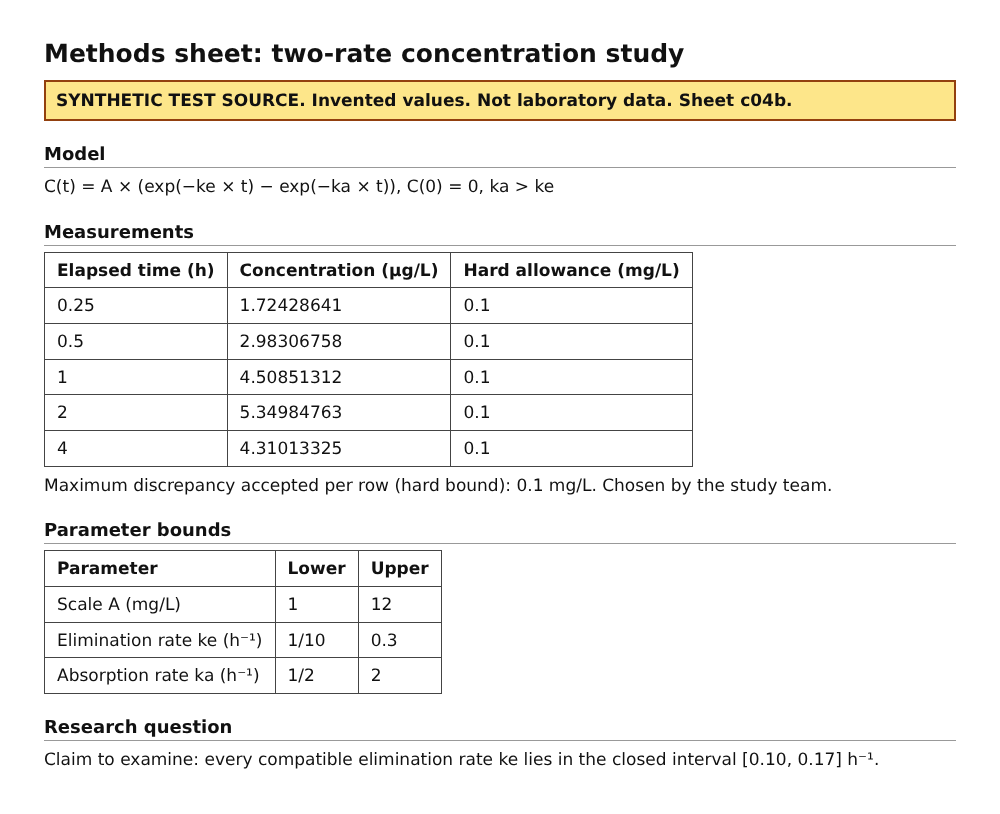 Methods sheet: two-rate concentration study
SYNTHETIC TEST SOURCE. Invented values. Not laboratory data. Sheet c04b.
Model
C(t) = A × (exp(−ke × t) − exp(−ka × t)), C(0) = 0, ka > ke
Measurements
Elapsed time (h) Concentration (µg/L) Hard allowance (mg/L)
0.25 1.72428641 0.1
0.5 2.98306758 0.1
1 4.50851312 0.1
2 5.34984763 0.1
4 4.31013325 0.1
Maximum discrepancy accepted per row (hard bound): 0.1 mg/L. Chosen by the study team.
Parameter bounds
Parameter Lower Upper
Scale A (mg/L) 1 12
Elimination rate ke (h⁻¹) 1/10 0.3
Absorption rate ka (h⁻¹) 1/2 2
Research question
Claim to examine: every compatible elimination rate ke lies in the closed interval [0.10, 0.17] h⁻¹.